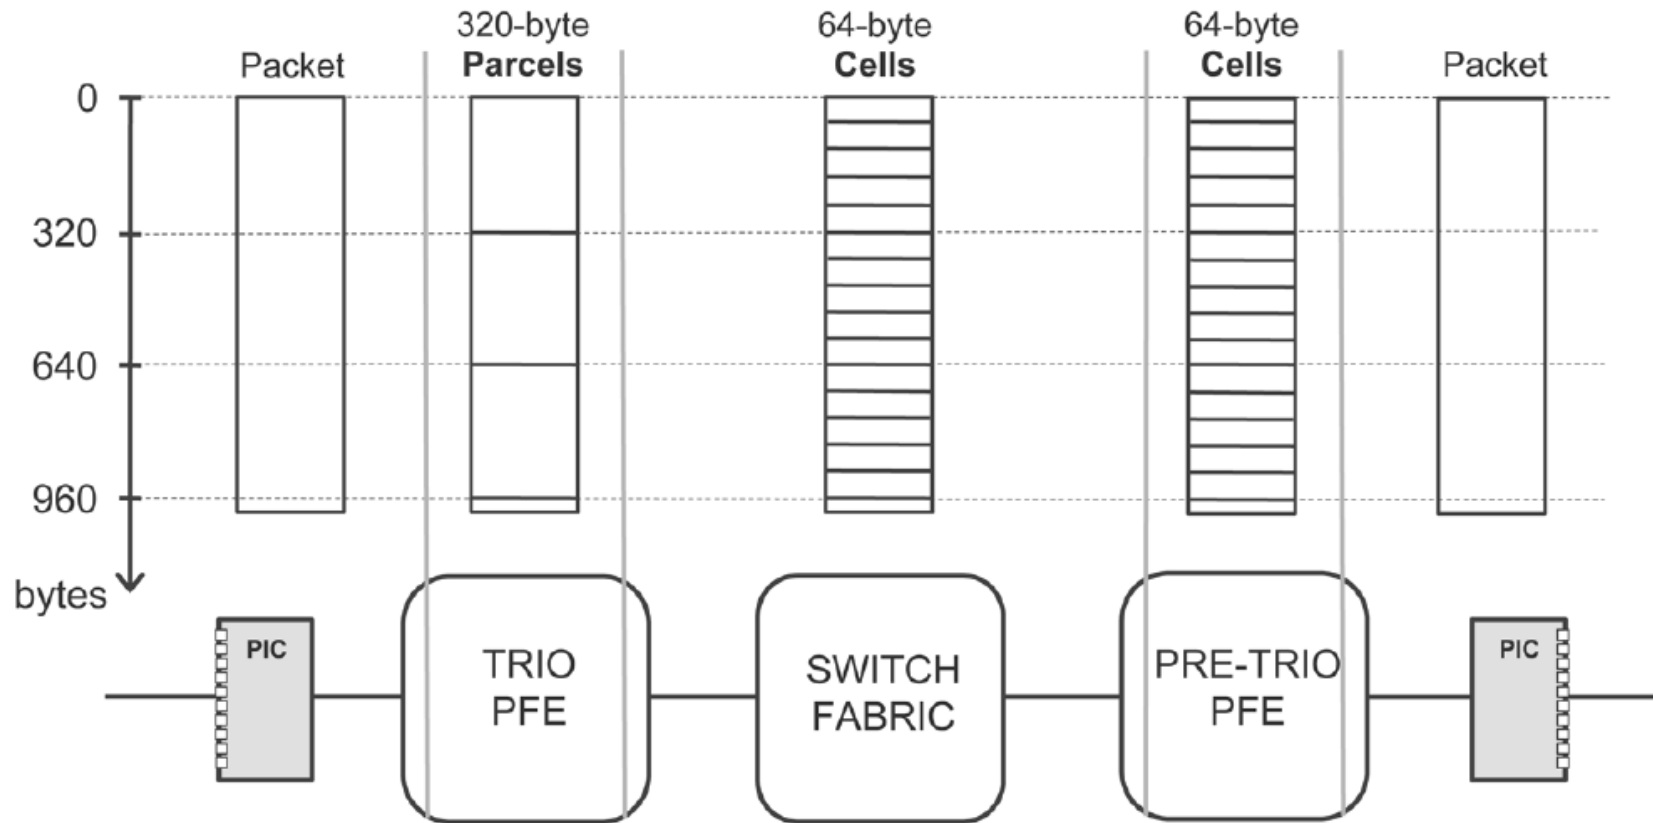 320-byte
64-byte
64-byte
Packet
Parcels
Cells
Cells
Packet
0
320
640
960
bytes
PIC
TRIO
PFE
SWITCH
FABRIC
PRE-TRIO
PFE
PIC